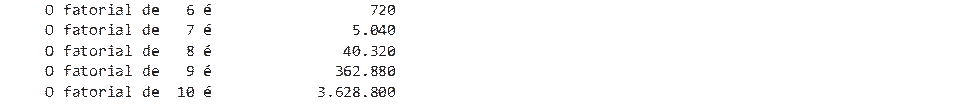 O fatorial de   6 é                  720
O fatorial de   7 é                5.040
O fatorial de   8 é               40.320
O fatorial de   9 é              362.880
O fatorial de  10 é            3.628.800